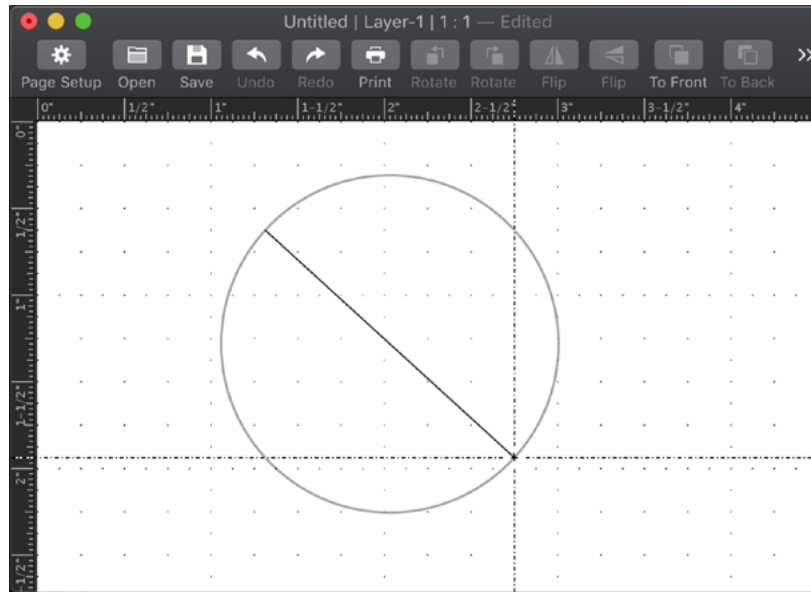 Untitled | Layer-1 | 1 : 1 — Edited
Page Setup Open Save Undo Redo Print Rotate Rotate Flip Flip To Front To Back
0" 1/2" 1" 1-1/2" 2" 2-1/2" 3" 3-1/2" 4"
0"
1/2"
1"
1-1/2"
2"
-1/2"